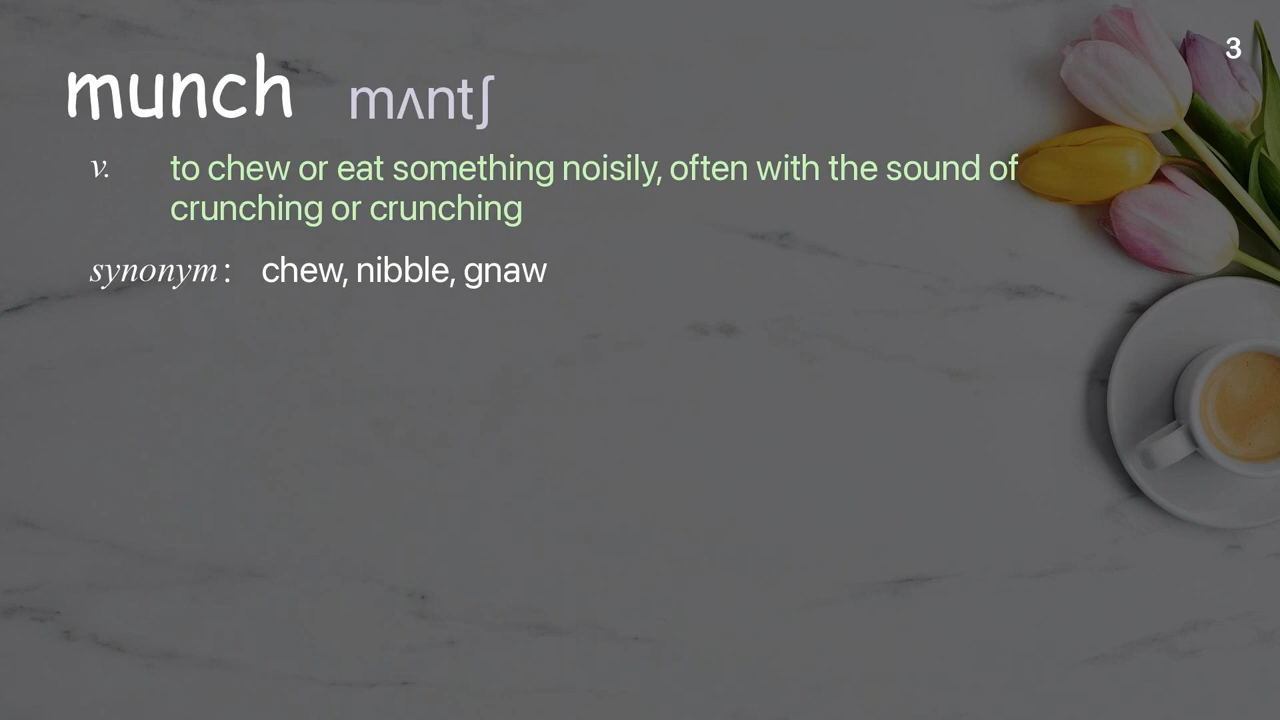 3
munch mʌntʃ
v. to chew or eat something noisily, often with the sound of
crunching or crunching
synonym: chew, nibble, gnaw